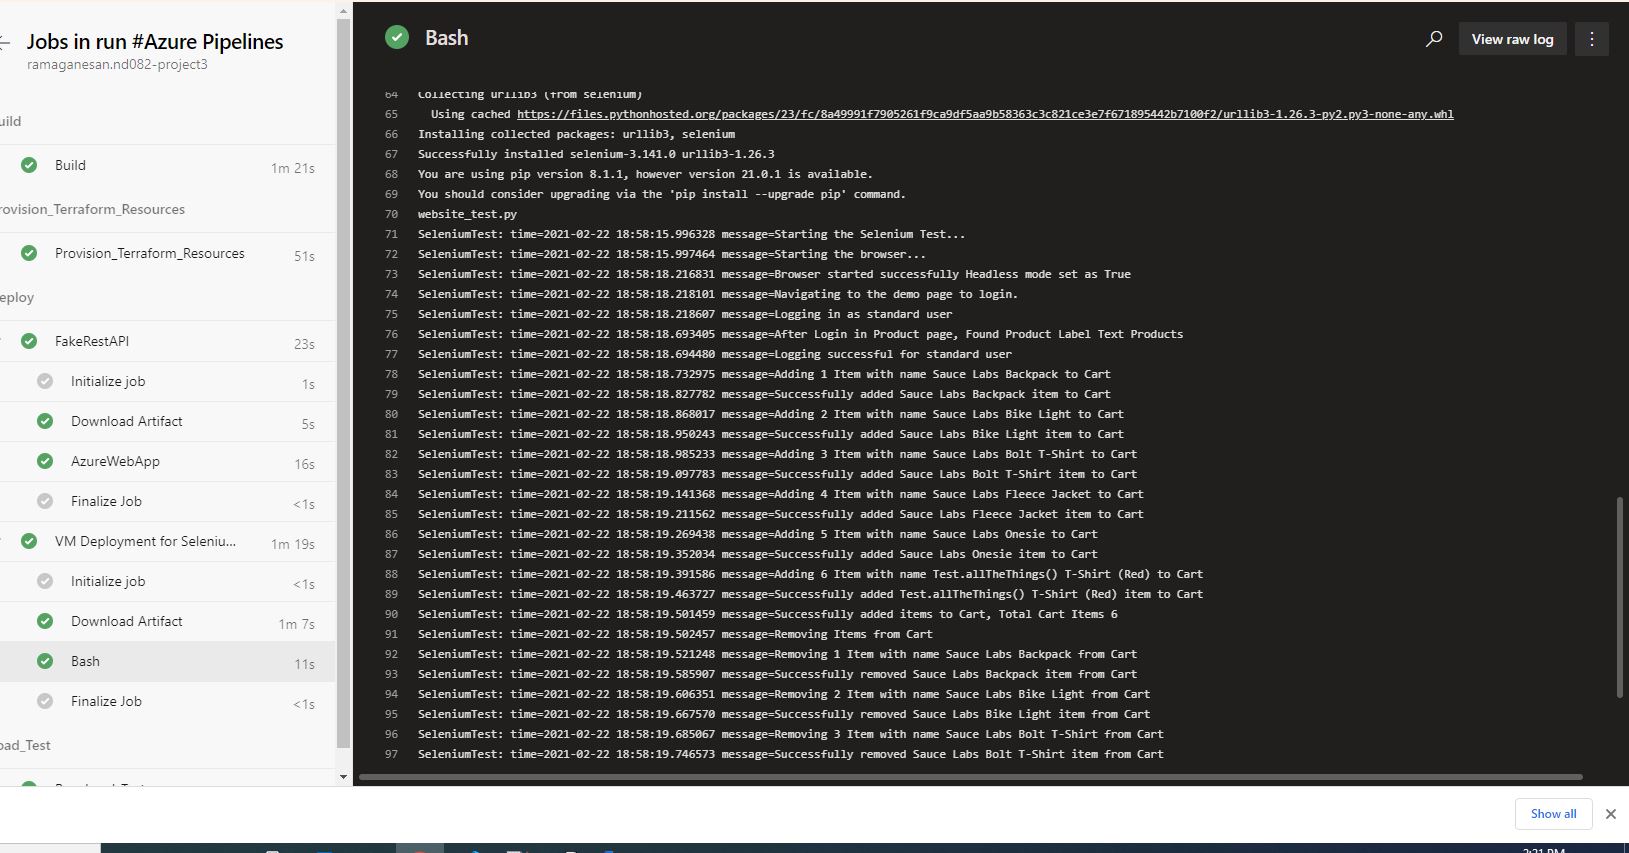 Jobs in run #Azure Pipelines
ramaganesan.nd082-project3
uild
Build 1m 21s
rovision_Terraform_Resources
Provision_Terraform_Resources 51s
eploy
FakeRestAPI 23s
Initialize job 1s
Download Artifact 5s
AzureWebApp 16s
Finalize Job <1s
VM Deployment for Seleniu... 1m 19s
Initialize job <1s
Download Artifact 1m 7s
Bash 11s
Finalize Job <1s
oad_Test
Bash
View raw log
64 Collecting urllib3 (from selenium)
65 Using cached https://files.pythonhosted.org/packages/23/fc/8a49991f7905261f9ca9df5aa9b58363c3c821ce3e7f671895442b7100f2/urllib3-1.26.3-py2.py3-none-any.whl
66 Installing collected packages: urllib3, selenium
67 Successfully installed selenium-3.141.0 urllib3-1.26.3
68 You are using pip version 8.1.1, however version 21.0.1 is available.
69 You should consider upgrading via the 'pip install --upgrade pip' command.
70 website_test.py
71 SeleniumTest: time=2021-02-22 18:58:15.996328 message=Starting the Selenium Test...
72 SeleniumTest: time=2021-02-22 18:58:15.997464 message=Starting the browser...
73 SeleniumTest: time=2021-02-22 18:58:18.216831 message=Browser started successfully Headless mode set as True
74 SeleniumTest: time=2021-02-22 18:58:18.218101 message=Navigating to the demo page to login.
75 SeleniumTest: time=2021-02-22 18:58:18.218607 message=Logging in as standard user
76 SeleniumTest: time=2021-02-22 18:58:18.693405 message=After Login in Product page, Found Product Label Text Products
77 SeleniumTest: time=2021-02-22 18:58:18.694480 message=Logging successful for standard user
78 SeleniumTest: time=2021-02-22 18:58:18.732975 message=Adding 1 Item with name Sauce Labs Backpack to Cart
79 SeleniumTest: time=2021-02-22 18:58:18.827782 message=Successfully added Sauce Labs Backpack item to Cart
80 SeleniumTest: time=2021-02-22 18:58:18.868017 message=Adding 2 Item with name Sauce Labs Bike Light to Cart
81 SeleniumTest: time=2021-02-22 18:58:18.950243 message=Successfully added Sauce Labs Bike Light item to Cart
82 SeleniumTest: time=2021-02-22 18:58:18.985233 message=Adding 3 Item with name Sauce Labs Bolt T-Shirt to Cart
83 SeleniumTest: time=2021-02-22 18:58:19.097783 message=Successfully added Sauce Labs Bolt T-Shirt item to Cart
84 SeleniumTest: time=2021-02-22 18:58:19.141368 message=Adding 4 Item with name Sauce Labs Fleece Jacket to Cart
85 SeleniumTest: time=2021-02-22 18:58:19.211562 message=Successfully added Sauce Labs Fleece Jacket item to Cart
86 SeleniumTest: time=2021-02-22 18:58:19.269438 message=Adding 5 Item with name Sauce Labs Onesie to Cart
87 SeleniumTest: time=2021-02-22 18:58:19.352034 message=Successfully added Sauce Labs Onesie item to Cart
88 SeleniumTest: time=2021-02-22 18:58:19.391586 message=Adding 6 Item with name Test.allTheThings() T-Shirt (Red) to Cart
89 SeleniumTest: time=2021-02-22 18:58:19.463727 message=Successfully added Test.allTheThings() T-Shirt (Red) item to Cart
90 SeleniumTest: time=2021-02-22 18:58:19.501459 message=Successfully added items to Cart, Total Cart Items 6
91 SeleniumTest: time=2021-02-22 18:58:19.502457 message=Removing Items from Cart
92 SeleniumTest: time=2021-02-22 18:58:19.521248 message=Removing 1 Item with name Sauce Labs Backpack from Cart
93 SeleniumTest: time=2021-02-22 18:58:19.585907 message=Successfully removed Sauce Labs Backpack item from Cart
94 SeleniumTest: time=2021-02-22 18:58:19.606351 message=Removing 2 Item with name Sauce Labs Bike Light from Cart
95 SeleniumTest: time=2021-02-22 18:58:19.667570 message=Successfully removed Sauce Labs Bike Light item from Cart
96 SeleniumTest: time=2021-02-22 18:58:19.685067 message=Removing 3 Item with name Sauce Labs Bolt T-Shirt from Cart
97 SeleniumTest: time=2021-02-22 18:58:19.746573 message=Successfully removed Sauce Labs Bolt T-Shirt item from Cart
Show all